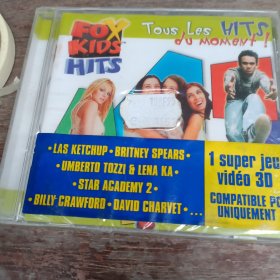 FOX
KIDS
HITS
Tous Les HITS
du moment !
•LAS KETCHUP • BRITNEY SPEARS •
•UMBERTO TOZZI & LENA KA •
•STAR ACADEMY 2 •
•BILLY CRAWFORD • DAVID CHARVET • ...
1 super jeu
vidéo 3D
COMPATIBLE PC
UNIQUEMENT